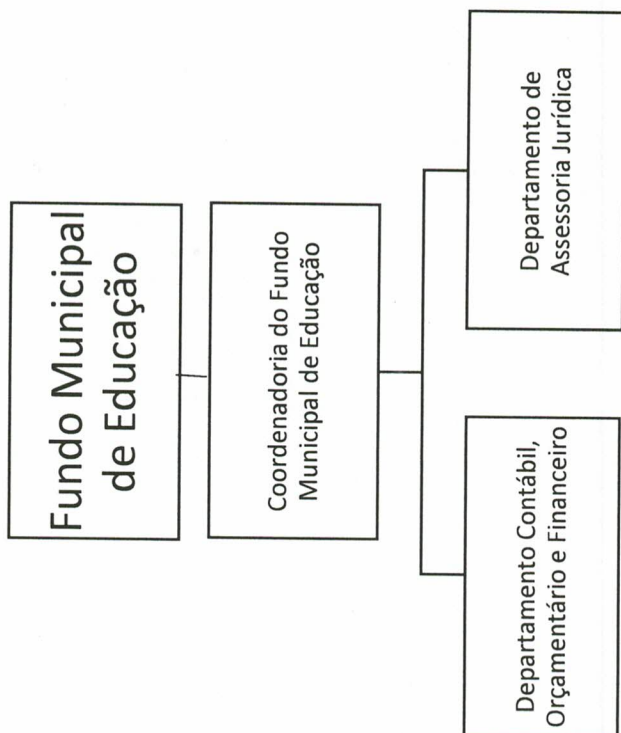 Fundo Municipal
de Educação
Coordenadoria do Fundo
Municipal de Educação
Departamento Contábil,
Orçamentário e Financeiro
Departamento de
Assessoria Jurídica